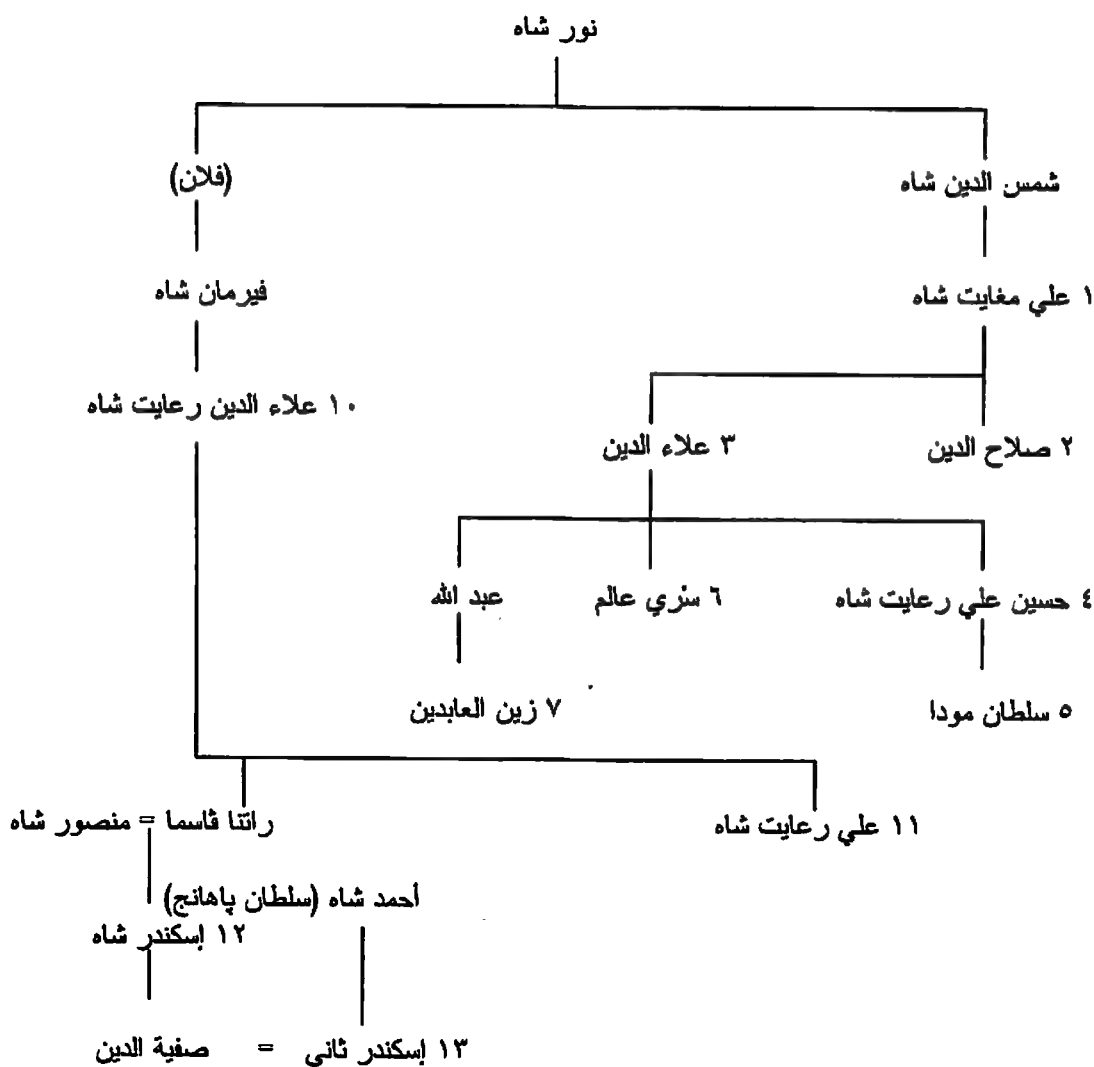 نور شاه
شمس الدين شاه (فلان)
١ علي مغايت شاه فيرمان شاه
١٠ علاء الدين رعايت شاه
٢ صلاح الدين ٣ علاء الدين
٤ حسين علي رعايت شاه ٦ سري عالم عبد الله
٥ سلطان مودا ٧ زين العابدين
١١ علي رعايت شاه راتنا ڤاسما = منصور شاه
أحمد شاه (سلطان پاهانج)
١٢ إسكندر شاه
١٣ إسكندر ثاني = صفية الدين